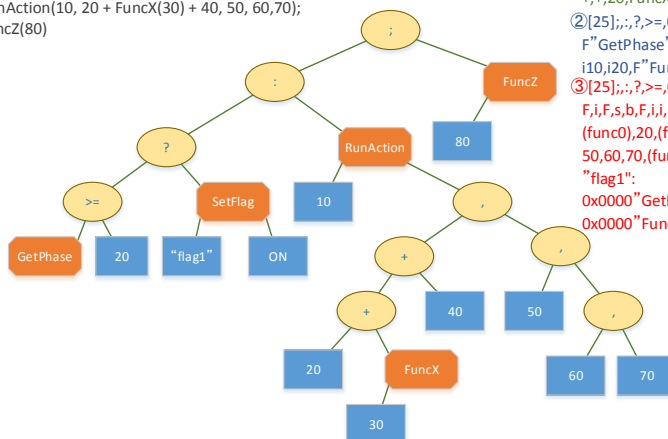 nAction(10, 20 + FuncX(30) + 40, 50, 60,70);
ncZ(80)
②[25];,:,?,>=,
F”GetPhase”
i10,i20,F”Fun
③[25];,:,?,>=,
F,i,F,s,b,F,i,i,
(func0),20,(f
50,60,70,(fun
”flag1":
0x0000”Get
0x0000”Fun
;
:
FuncZ
?
RunAction
80
>=
SetFlag
10
,
GetPhase
20
“flag1”
ON
+
,
+
40
50
,
20
FuncX
60
70
30